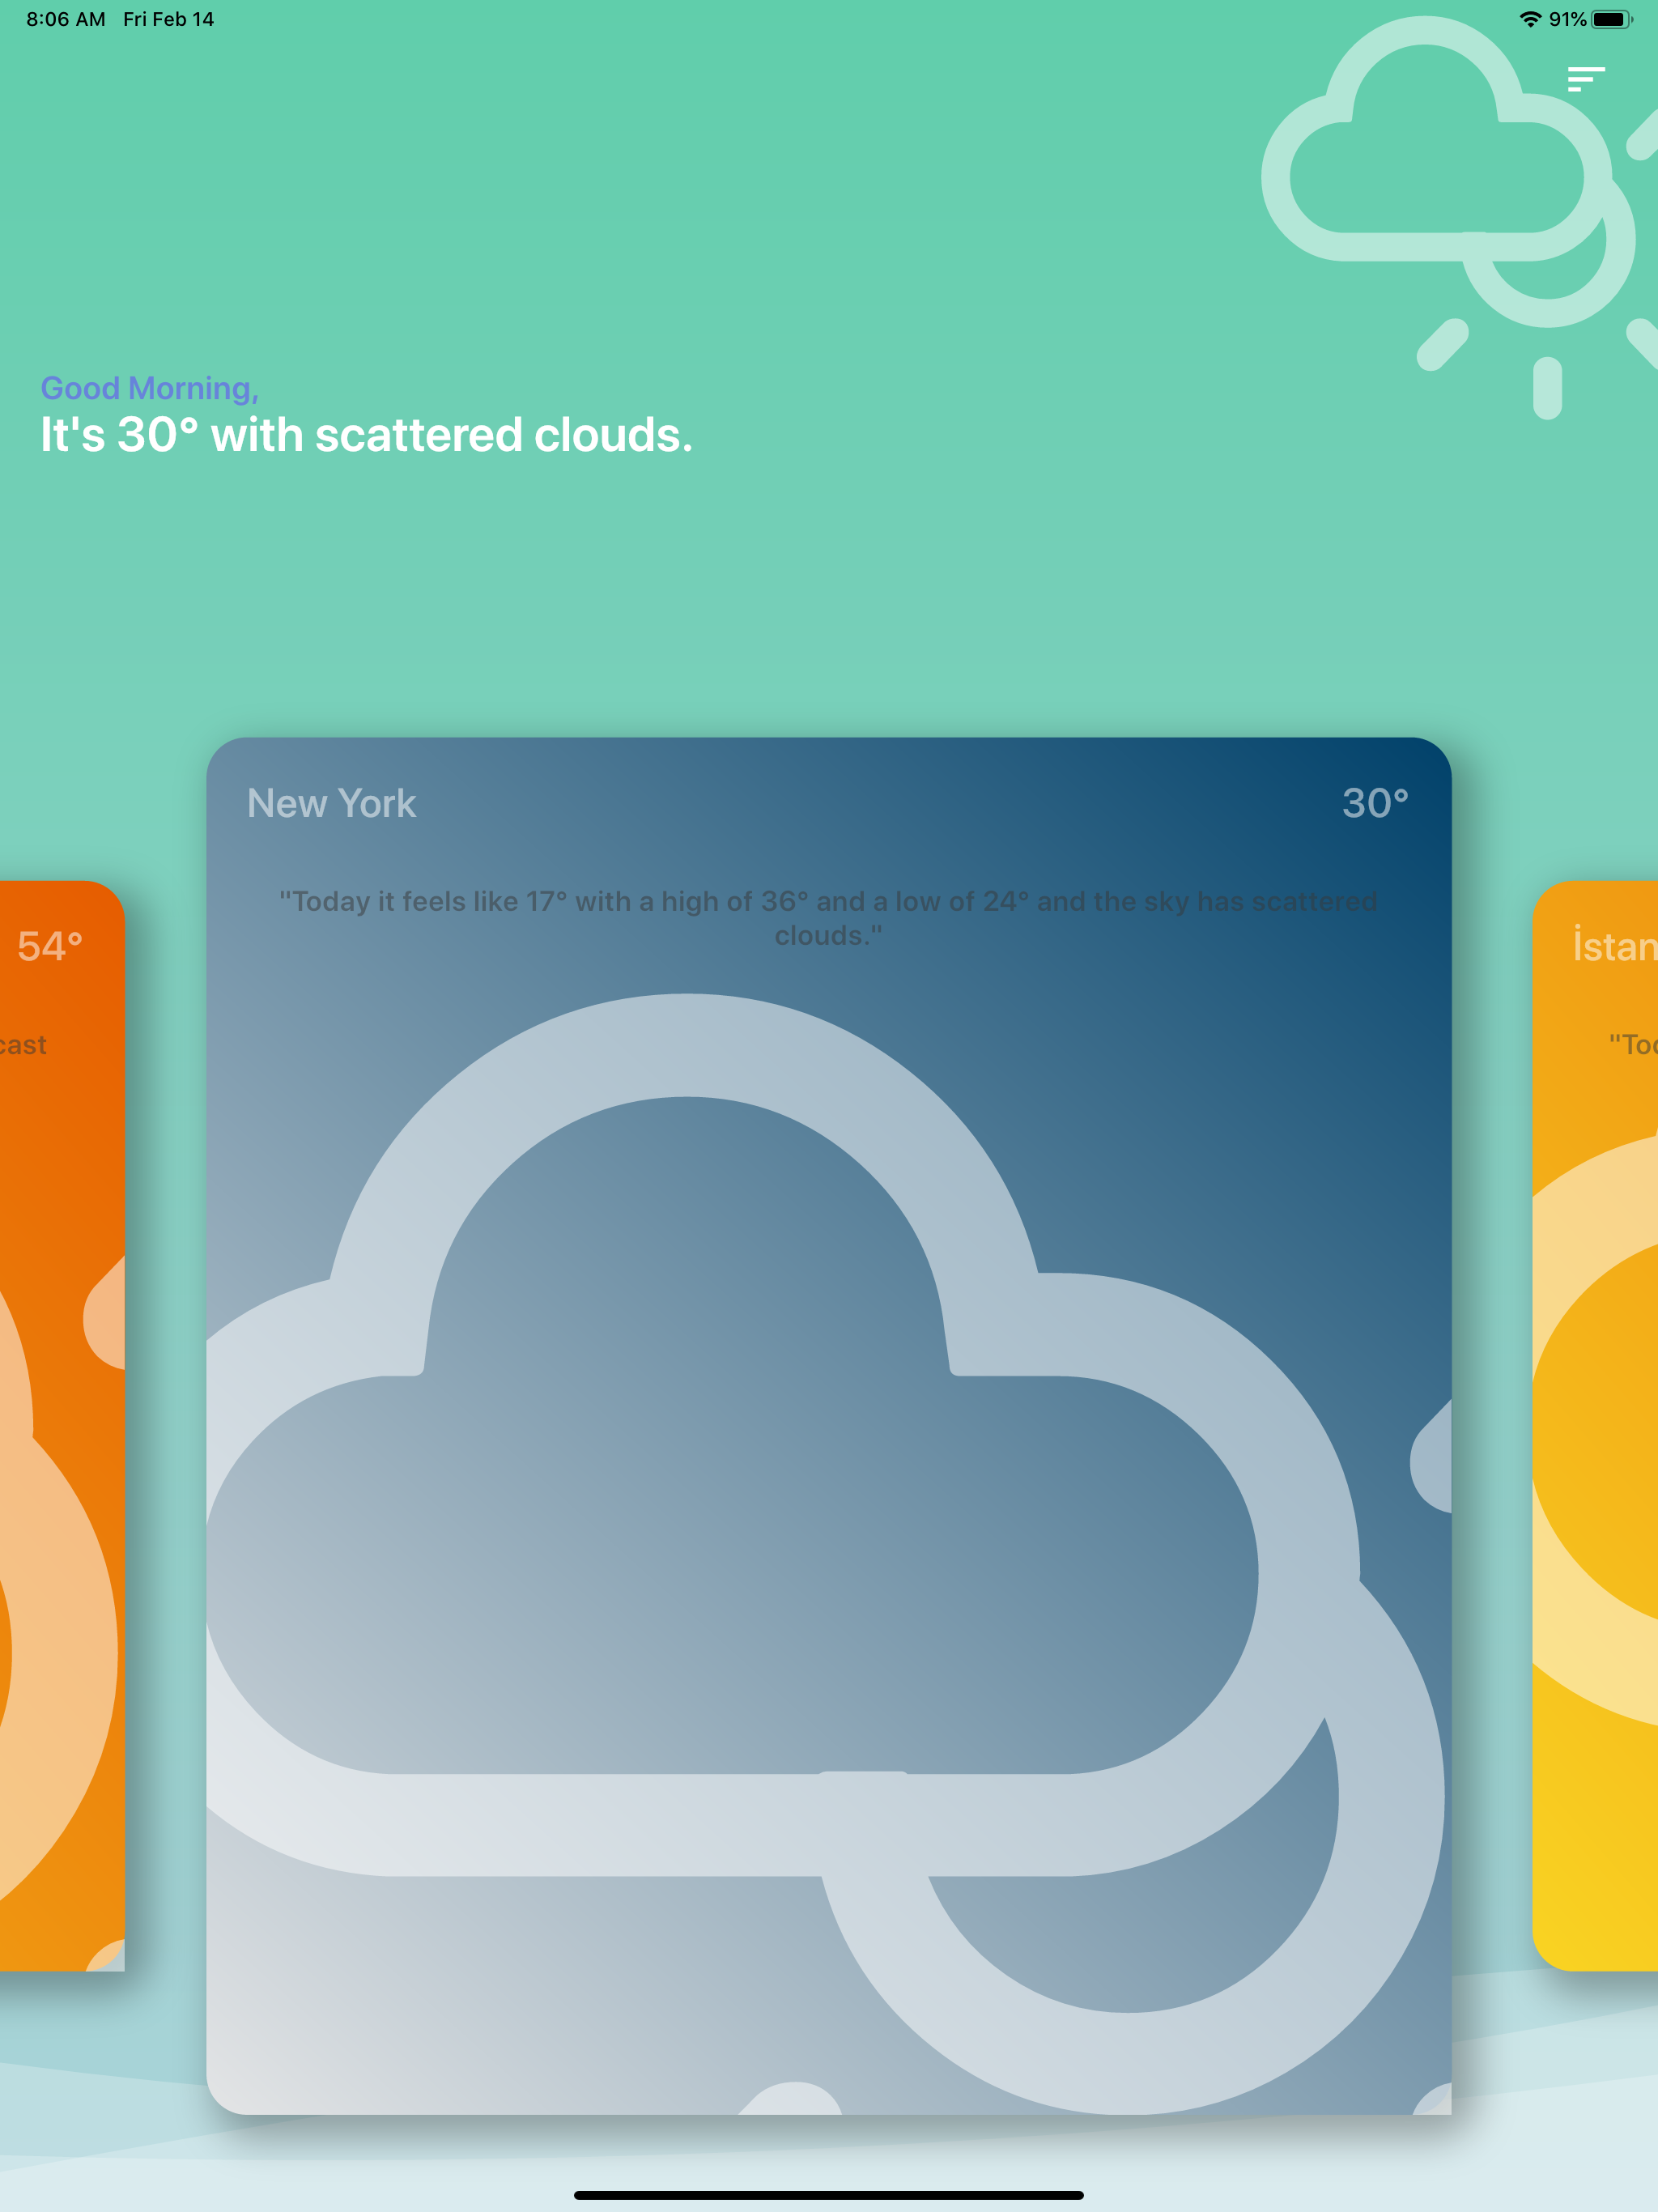 8:06 AM Fri Feb 14
91%
Good Morning,
It's 30° with scattered clouds.
New York
30°
"Today it feels like 17° with a high of 36° and a low of 24° and the sky has scattered
clouds."
54°
cast
İstan
"Too